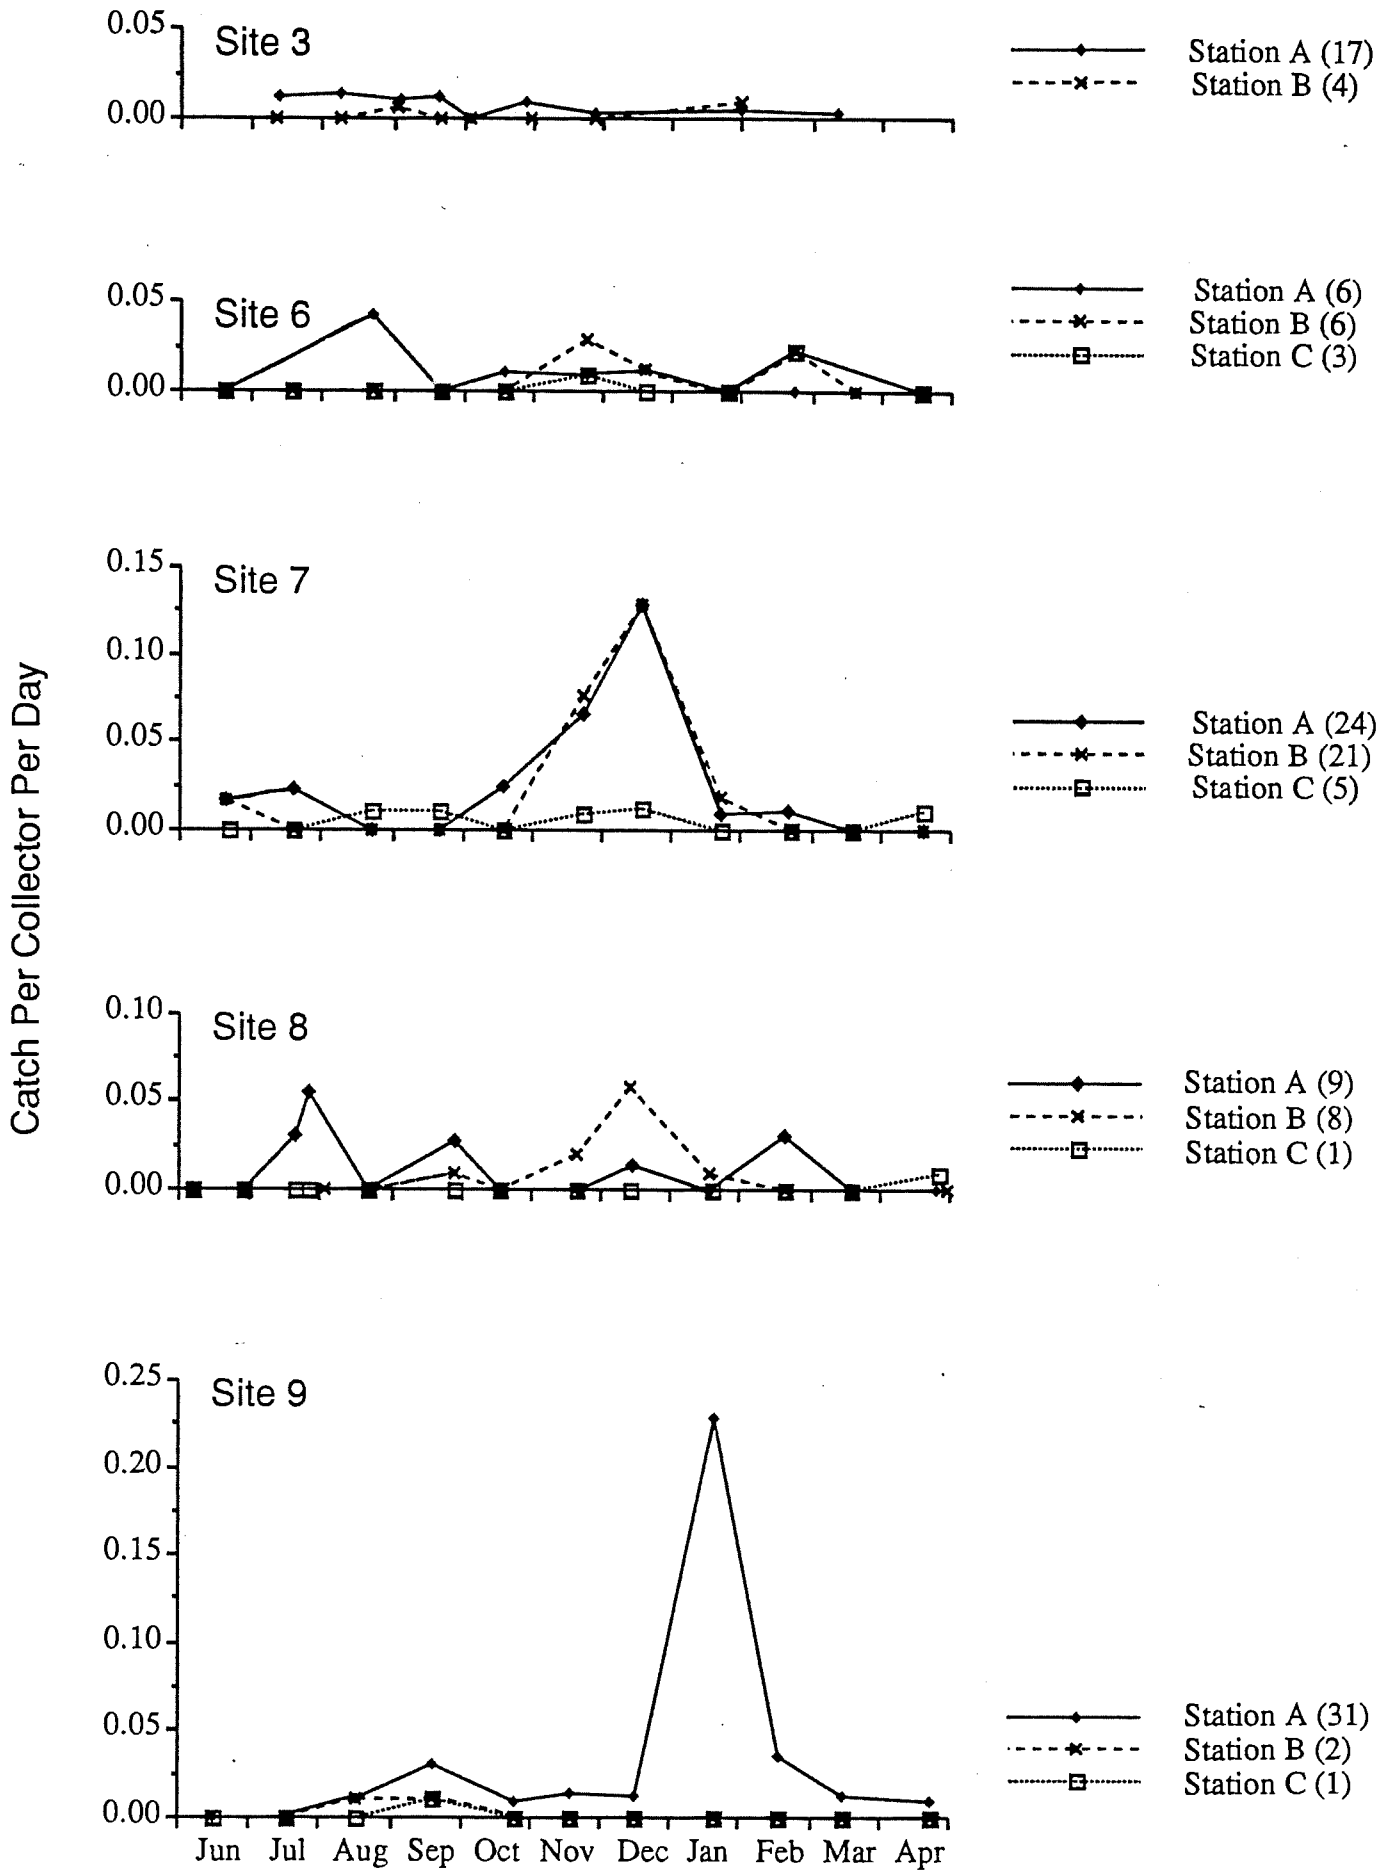 Catch Per Collector Per Day
0.05
Site 3
0.00
Station A (17)
Station B (4)
0.05
Site 6
0.00
Station A (6)
Station B (6)
Station C (3)
0.15
Site 7
0.10
0.05
0.00
Station A (24)
Station B (21)
Station C (5)
0.10
Site 8
0.05
0.00
Station A (9)
Station B (8)
Station C (1)
0.25
Site 9
0.20
0.15
0.10
0.05
0.00
Station A (31)
Station B (2)
Station C (1)
Jun Jul Aug Sep Oct Nov Dec Jan Feb Mar Apr